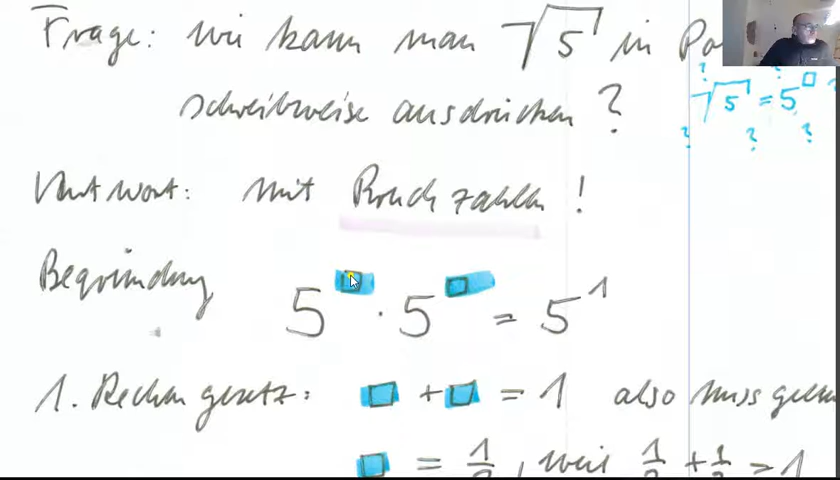 Frage: wie kann man √5 in Po
schreibweise ausdrücken ?
? ?
√5 = 5^□
? ? ?
Antwort: mit Bruchzahlen !
Begründung
5^□ · 5^□ = 5^1
1. Rechengesetz: □ + □ = 1 also muss gelten
□ = 1/2, weil 1/2 + 1/2 = 1